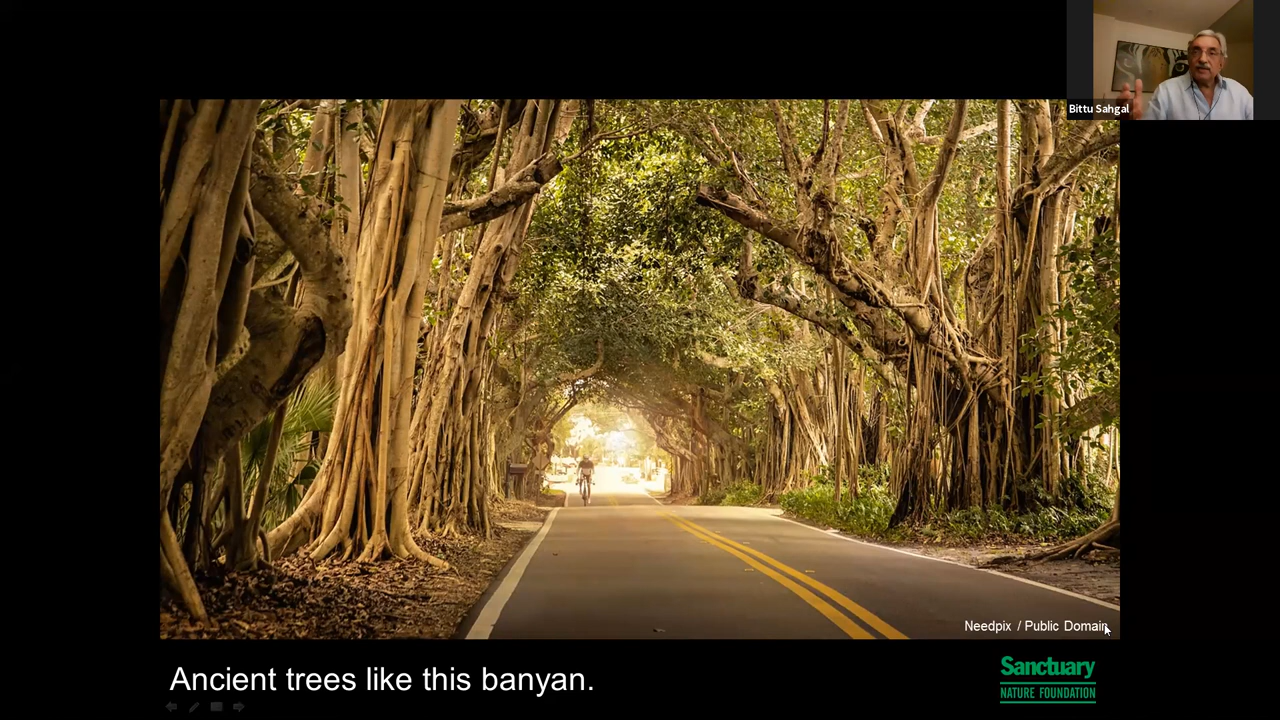 Bittu Sahgal
Needpix / Public Domain
Ancient trees like this banyan.
Sanctuary
NATURE FOUNDATION